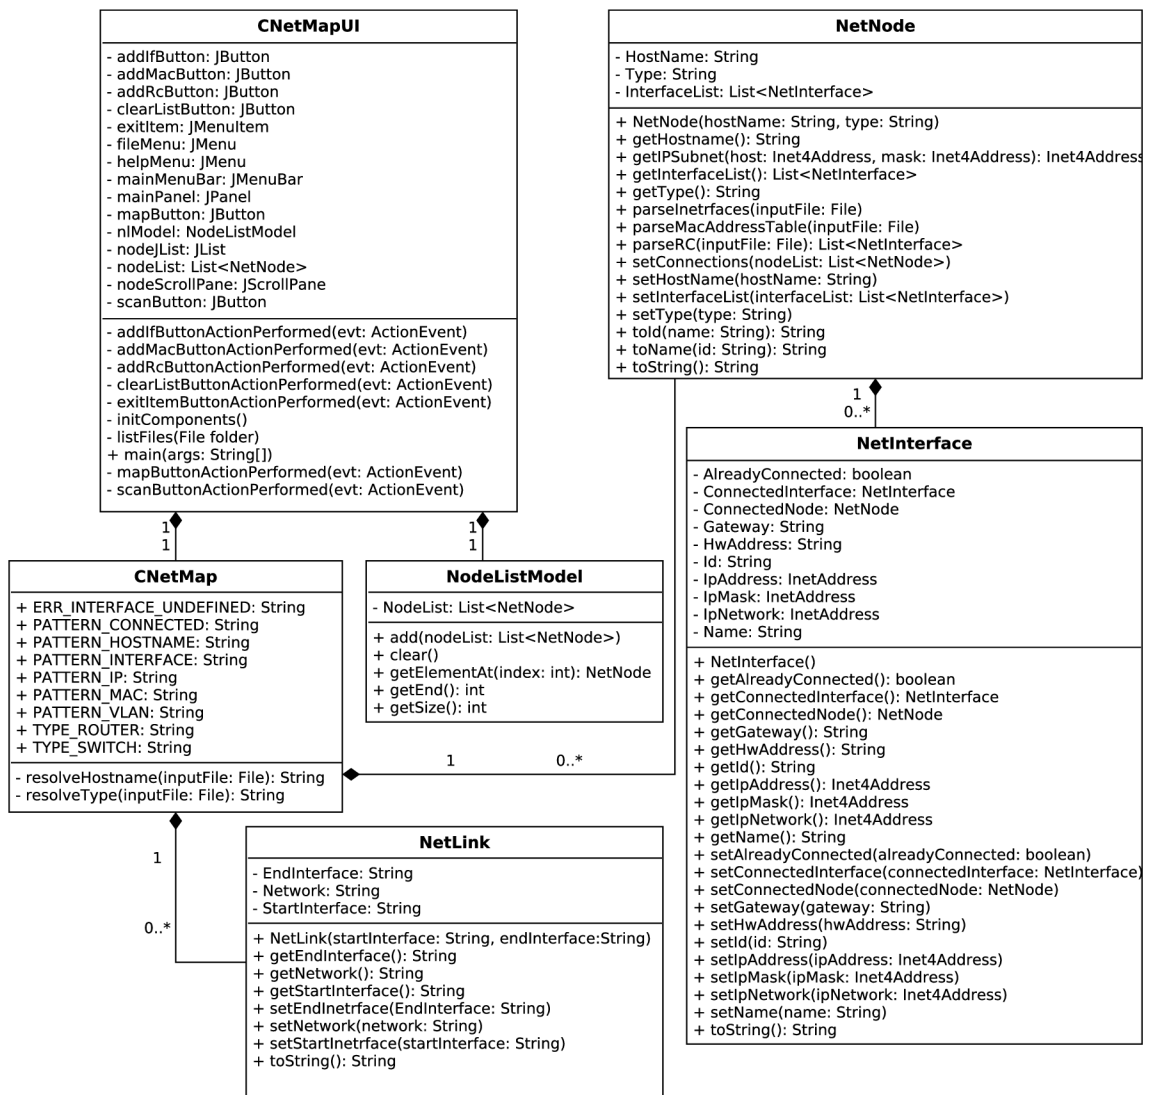 CNetMapUI
- addIfButton: JButton
- addMacButton: JButton
- addRcButton: JButton
- clearListButton: JButton
- exitItem: JMenuItem
- fileMenu: JMenu
- helpMenu: JMenu
- mainMenuBar: JMenuBar
- mainPanel: JPanel
- mapButton: JButton
- nlModel: NodeListModel
- nodeJList: JList
- nodeList: List<NetNode>
- nodeScrollPane: JScrollPane
- scanButton: JButton
- addIfButtonActionPerformed(evt: ActionEvent)
- addMacButtonActionPerformed(evt: ActionEvent)
- addRcButtonActionPerformed(evt: ActionEvent)
- clearListButtonActionPerformed(evt: ActionEvent)
- exitItemButtonActionPerformed(evt: ActionEvent)
- initComponents()
- listFiles(File folder)
+ main(args: String[])
- mapButtonActionPerformed(evt: ActionEvent)
- scanButtonActionPerformed(evt: ActionEvent)
NetNode
- HostName: String
- Type: String
- InterfaceList: List<NetInterface>
+ NetNode(hostName: String, type: String)
+ getHostname(): String
+ getIPSubnet(host: Inet4Address, mask: Inet4Address): Inet4Address
+ getInterfaceList(): List<NetInterface>
+ getType(): String
+ parseInetrfaces(inputFile: File)
+ parseMacAddressTable(inputFile: File)
+ parseRC(inputFile: File): List<NetInterface>
+ setConnections(nodeList: List<NetNode>)
+ setHostName(hostName: String)
+ setInterfaceList(interfaceList: List<NetInterface>)
+ setType(type: String)
+ toId(name: String): String
+ toName(id: String): String
+ toString(): String
1
0..*
1
1
1
1
CNetMap
+ ERR_INTERFACE_UNDEFINED: String
+ PATTERN_CONNECTED: String
+ PATTERN_HOSTNAME: String
+ PATTERN_INTERFACE: String
+ PATTERN_IP: String
+ PATTERN_MAC: String
+ PATTERN_VLAN: String
+ TYPE_ROUTER: String
+ TYPE_SWITCH: String
- resolveHostname(inputFile: File): String
- resolveType(inputFile: File): String
NodeListModel
- NodeList: List<NetNode>
+ add(nodeList: List<NetNode>)
+ clear()
+ getElementAt(index: int): NetNode
+ getEnd(): int
+ getSize(): int
1 0..*
NetInterface
- AlreadyConnected: boolean
- ConnectedInterface: NetInterface
- ConnectedNode: NetNode
- Gateway: String
- HwAddress: String
- Id: String
- IpAddress: InetAddress
- IpMask: InetAddress
- IpNetwork: InetAddress
- Name: String
+ NetInterface()
+ getAlreadyConnected(): boolean
+ getConnectedInterface(): NetInterface
+ getConnectedNode(): NetNode
+ getGateway(): String
+ getHwAddress(): String
+ getId(): String
+ getIpAddress(): Inet4Address
+ getIpMask(): Inet4Address
+ getIpNetwork(): Inet4Address
+ getName(): String
+ setAlreadyConnected(alreadyConnected: boolean)
+ setConnectedInterface(connectedInterface: NetInterface)
+ setConnectedNode(connectedNode: NetNode)
+ setGateway(gateway: String)
+ setHwAddress(hwAddress: String)
+ setId(id: String)
+ setIpAddress(ipAddress: Inet4Address)
+ setIpMask(ipMask: Inet4Address)
+ setIpNetwork(ipNetwork: Inet4Address)
+ setName(name: String)
+ toString(): String
1
0..*
NetLink
- EndInterface: String
- Network: String
- StartInterface: String
+ NetLink(startInterface: String, endInterface:String)
+ getEndInterface(): String
+ getNetwork(): String
+ getStartInterface(): String
+ setEndInetrface(EndInterface: String)
+ setNetwork(network: String)
+ setStartInetrface(startInterface: String)
+ toString(): String